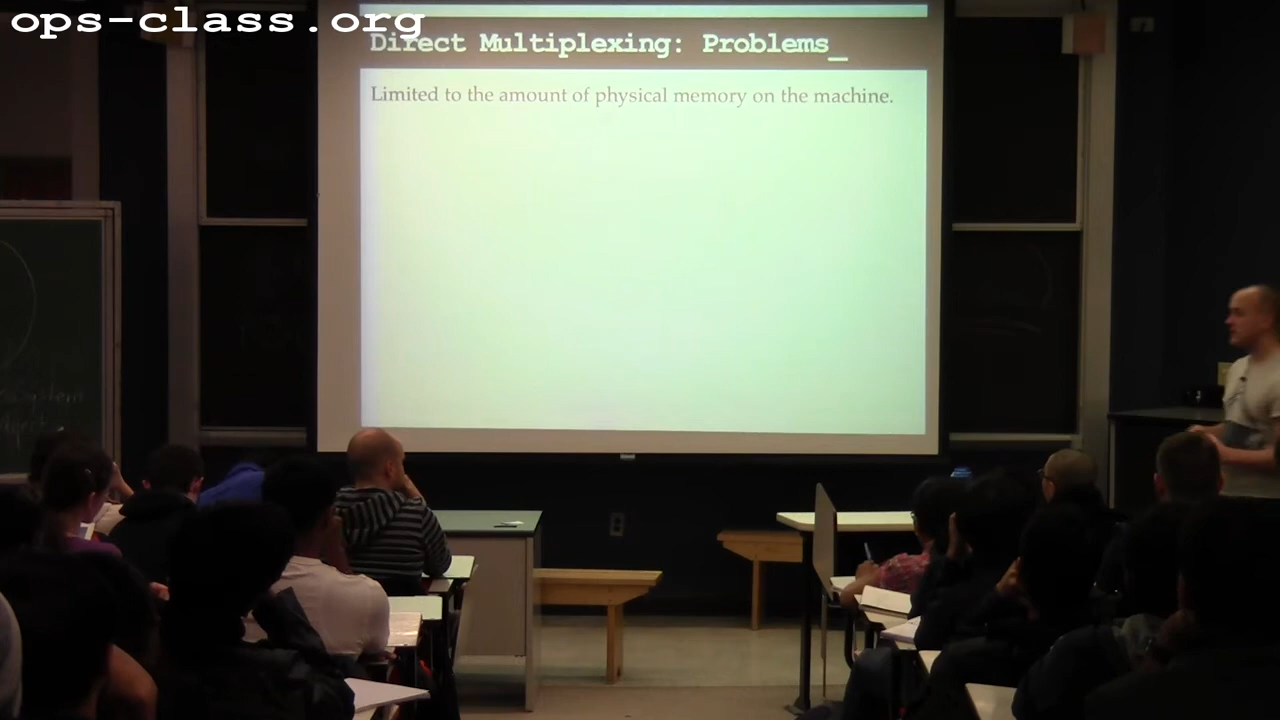 ops-class.org
Direct Multiplexing: Problems_
Limited to the amount of physical memory on the machine.